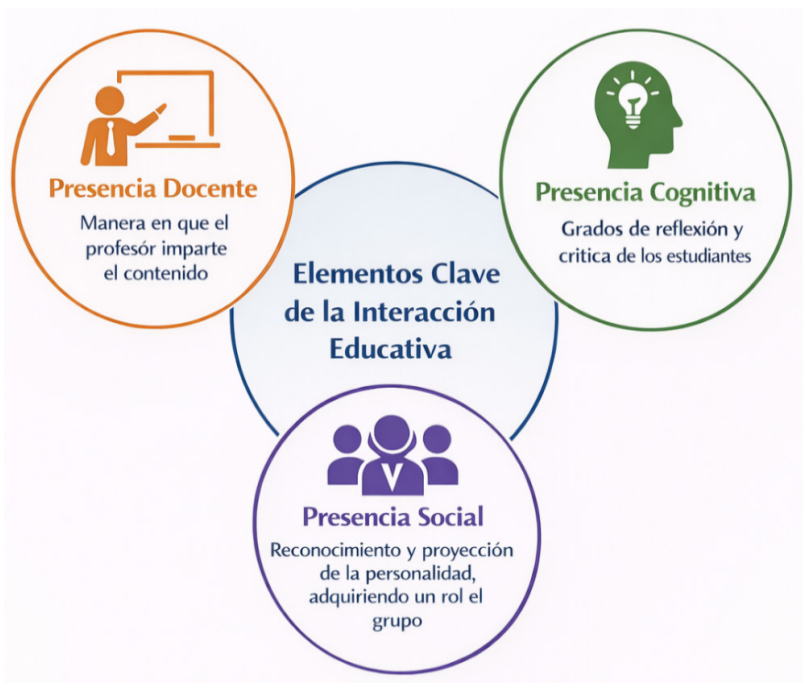 Presencia Docente
Manera en que el
profesór imparte
el contenido
Presencia Cognitiva
Grados de reflexión y
critica de los estudiantes
Elementos Clave
de la Interacción
Educativa
Presencia Social
Reconocimiento y proyección
de la personalidad,
adquiriendo un rol el
grupo